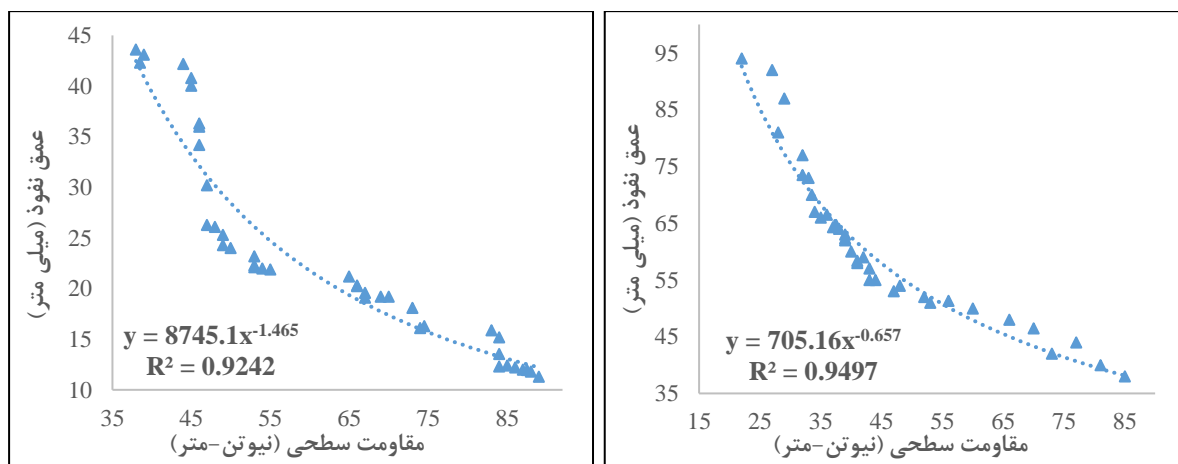 45
40
35
30
25
20
15
10
عمق نفوذ (میلی متر)
y = 8745.1x^-1.465
R² = 0.9242
35 45 55 65 75 85
مقاومت سطحی (نیوتن-متر)
95
85
75
65
55
45
35
عمق نفوذ (میلی متر)
y = 705.16x^-0.657
R² = 0.9497
15 25 35 45 55 65 75 85
مقاومت سطحی (نیوتن-متر)